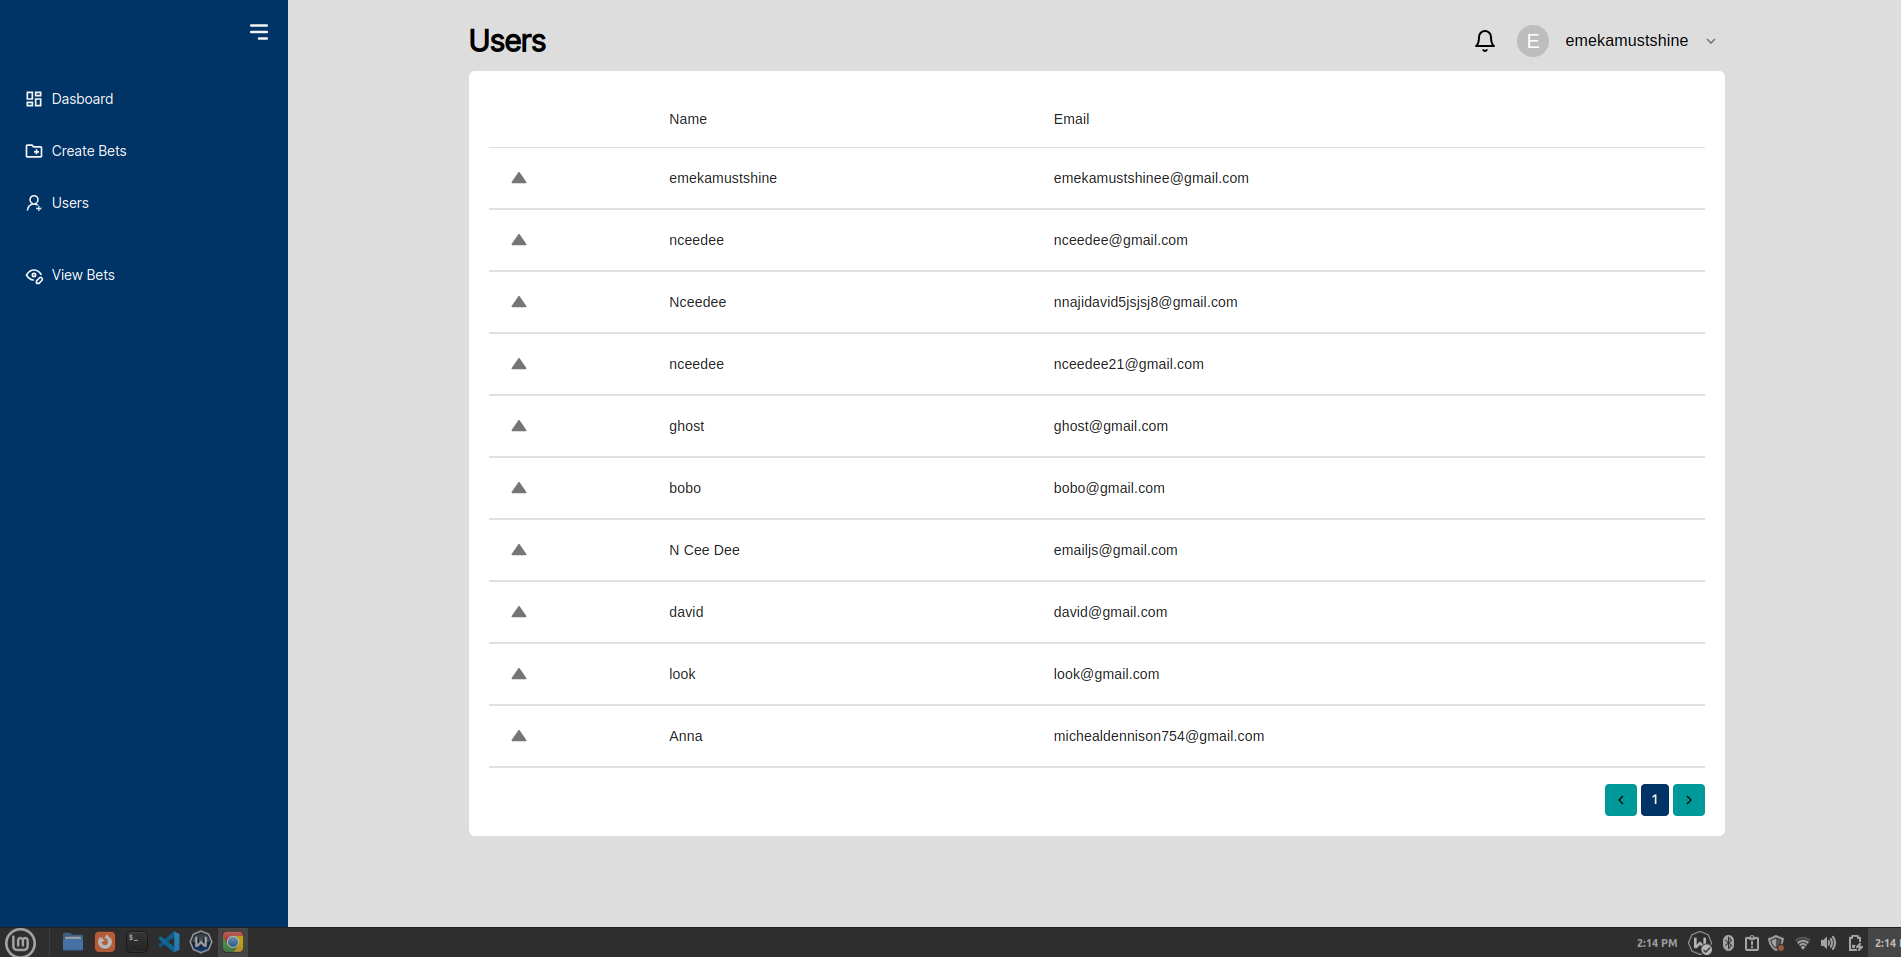 Users
E emekamustshine
Dasboard
Create Bets
Users
View Bets
Name Email
emekamustshine emekamustshinee@gmail.com
nceedee nceedee@gmail.com
Nceedee nnajidavid5jsjsj8@gmail.com
nceedee nceedee21@gmail.com
ghost ghost@gmail.com
bobo bobo@gmail.com
N Cee Dee emailjs@gmail.com
david david@gmail.com
look look@gmail.com
Anna michealdennison754@gmail.com
1
2:14 PM 2:14